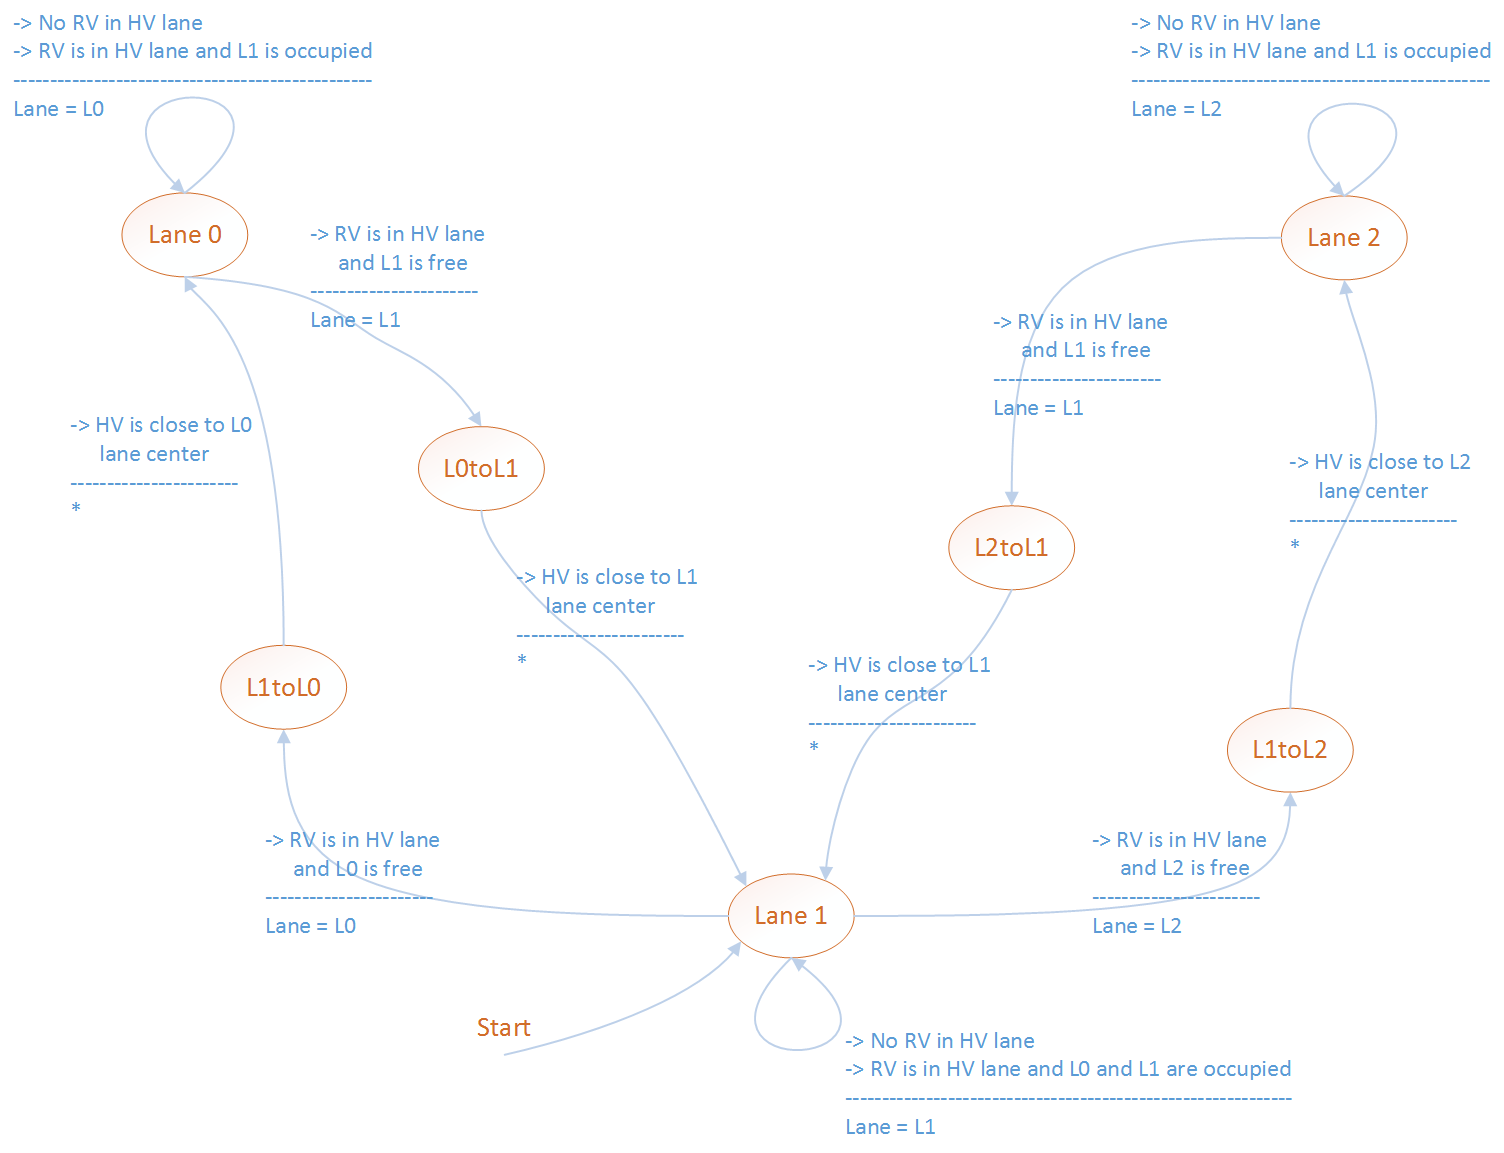 -> No RV in HV lane
-> RV is in HV lane and L1 is occupied
-------------------------------------------------
Lane = L0
-> No RV in HV lane
-> RV is in HV lane and L1 is occupied
-------------------------------------------------
Lane = L2
Lane 0
-> RV is in HV lane
and L1 is free
-----------------------
Lane = L1
Lane 2
-> RV is in HV lane
and L1 is free
-----------------------
Lane = L1
-> HV is close to L0
lane center
-----------------------
*
L0toL1
-> HV is close to L2
lane center
-----------------------
*
L2toL1
-> HV is close to L1
lane center
-----------------------
*
-> HV is close to L1
lane center
-----------------------
*
L1toL0
L1toL2
-> RV is in HV lane
and L0 is free
-----------------------
Lane = L0
-> RV is in HV lane
and L2 is free
-----------------------
Lane = L2
Lane 1
Start
-> No RV in HV lane
-> RV is in HV lane and L0 and L1 are occupied
-------------------------------------------------------------
Lane = L1